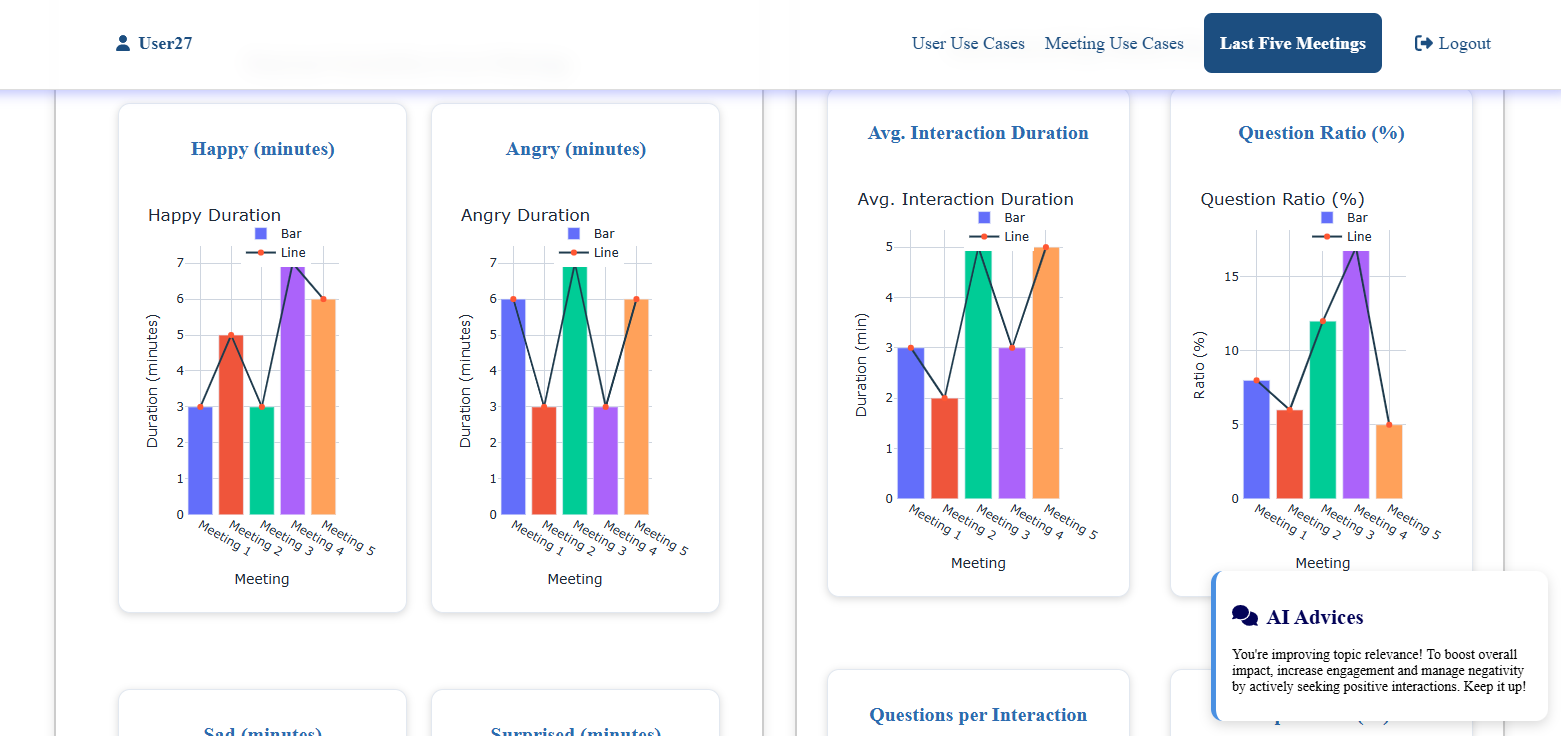 User27
User Use Cases
Meeting Use Cases
Last Five Meetings
Logout
Happy (minutes)
Happy Duration
Bar
Line
7
6
5
4
3
2
1
0
Duration (minutes)
Meeting 1
Meeting 2
Meeting 3
Meeting 4
Meeting 5
Meeting
Angry (minutes)
Angry Duration
Bar
Line
7
6
5
4
3
2
1
0
Duration (minutes)
Meeting 1
Meeting 2
Meeting 3
Meeting 4
Meeting 5
Meeting
Avg. Interaction Duration
Avg. Interaction Duration
Bar
Line
5
4
3
2
1
0
Duration (min)
Meeting 1
Meeting 2
Meeting 3
Meeting 4
Meeting 5
Meeting
Question Ratio (%)
Question Ratio (%)
Bar
Line
15
10
5
0
Ratio (%)
Meeting 1
Meeting 2
Meeting 3
Meeting 4
Meeting 5
Meeting
Sad (minutes)
Surprised (minutes)
Questions per Interaction
AI Advices
You're improving topic relevance! To boost overall
impact, increase engagement and manage negativity
by actively seeking positive interactions. Keep it up!